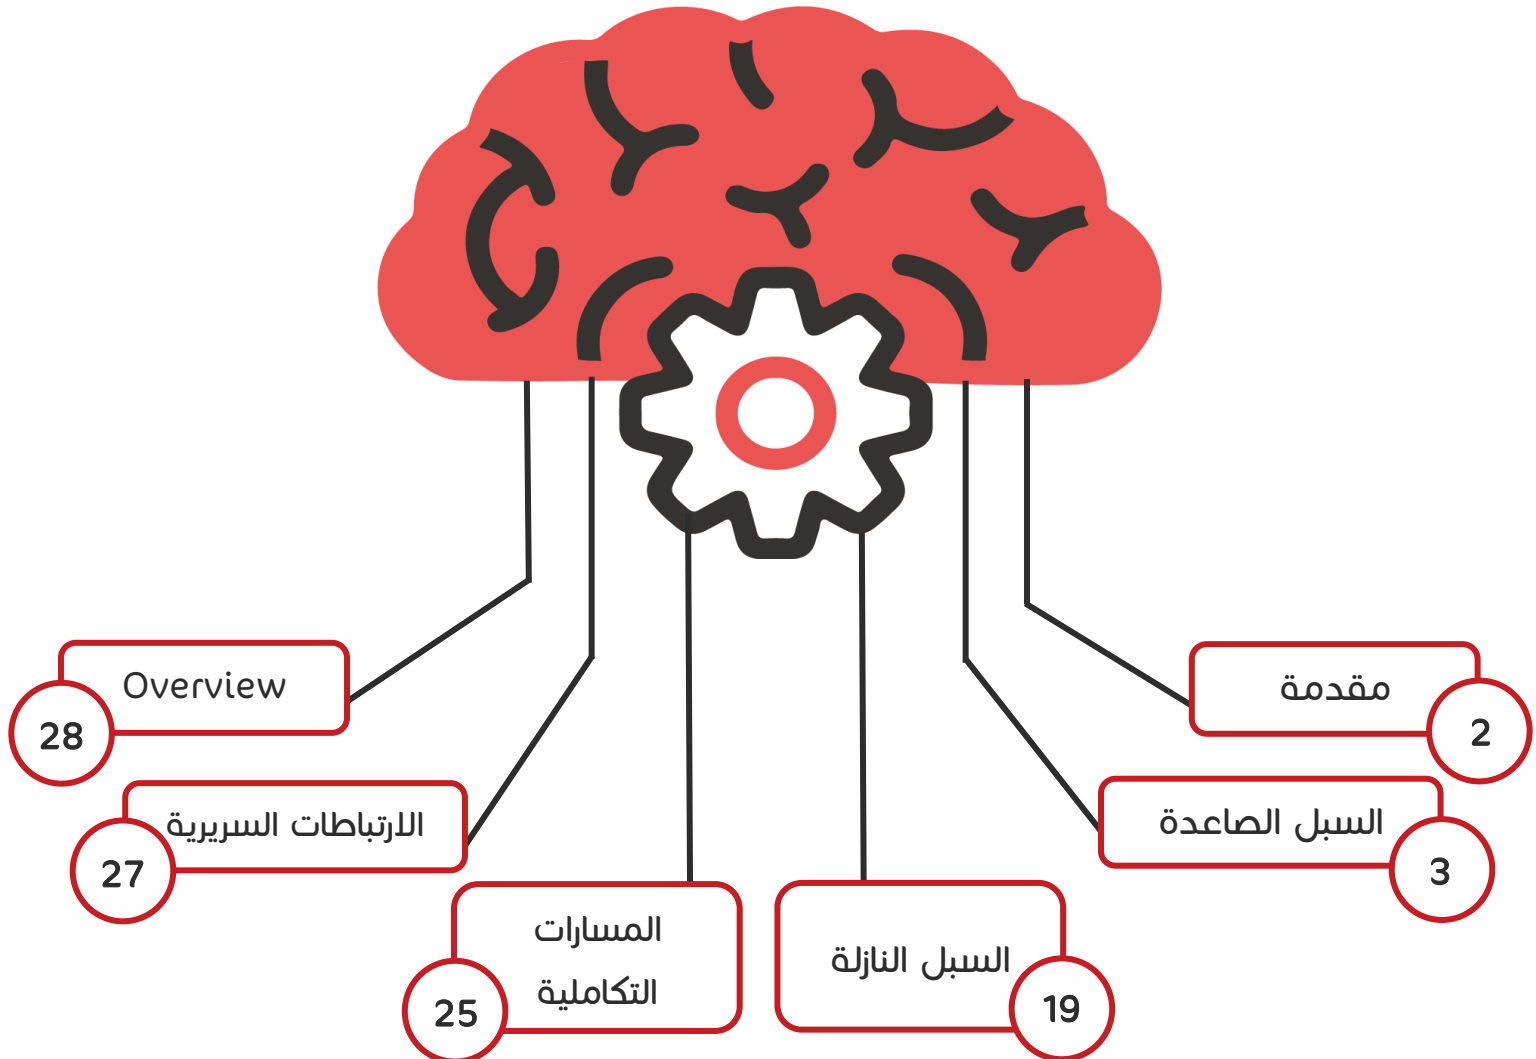 مقدمة
2
السبل الصاعدة
3
السبل النازلة
19
المسارات
التكاملية
25
الارتباطات السريرية
27
Overview
28